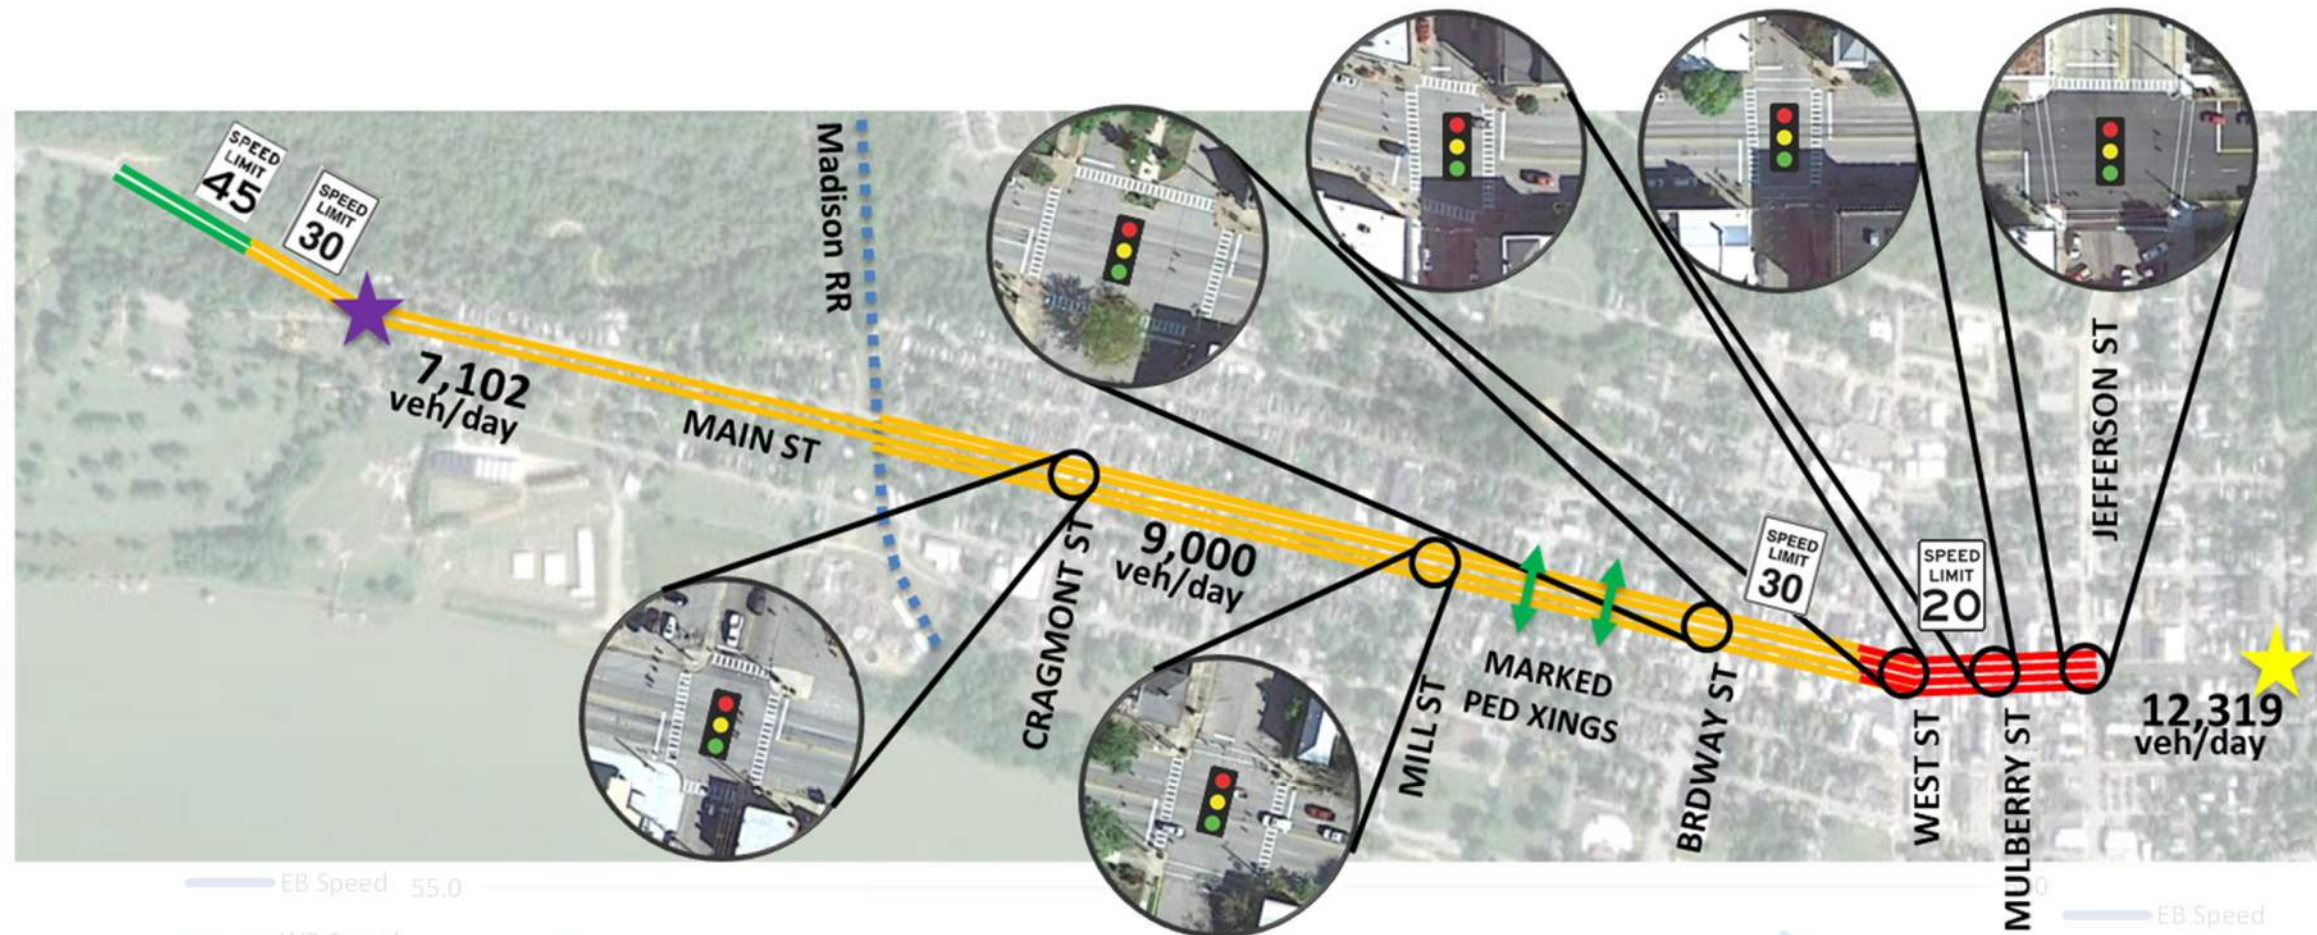 SPEED
LIMIT
45
SPEED
LIMIT
30
Madison RR
7,102
veh/day
MAIN ST
CRAGMONT ST
9,000
veh/day
MILL ST
MARKED
PED XINGS
BRDWAY ST
SPEED
LIMIT
30
SPEED
LIMIT
20
WEST ST
MULBERRY ST
JEFFERSON ST
12,319
veh/day
EB Speed
55.0
EB Speed